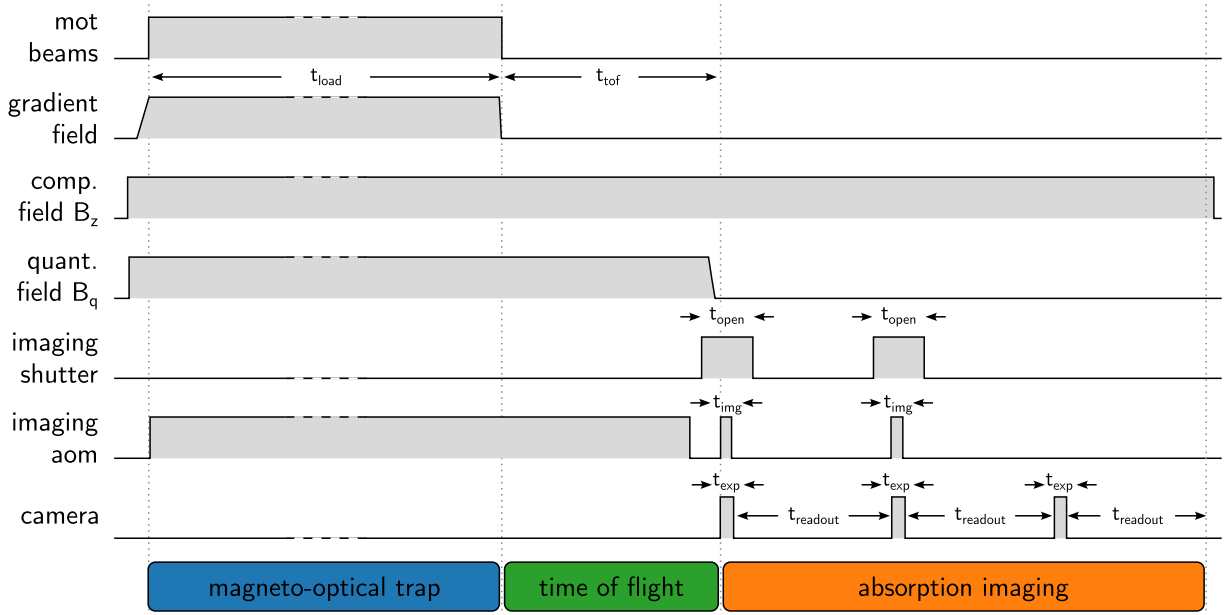 mot
beams
t_load
t_tof
gradient
field
comp.
field B_z
quant.
field B_q
t_open
t_open
imaging
shutter
t_img
t_img
imaging
aom
t_exp
t_exp
t_exp
camera
t_readout
t_readout
t_readout
magneto-optical trap
time of flight
absorption imaging